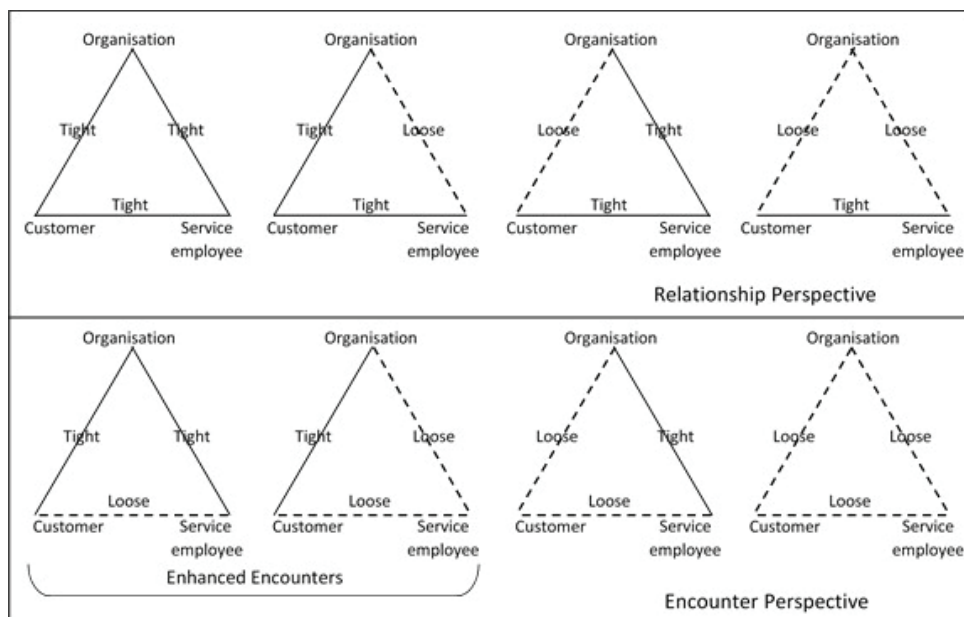 Organisation Organisation Organisation Organisation
Tight Tight Tight Loose Loose Tight Loose Loose
Tight Tight Tight Tight
Customer Service Customer Service Customer Service Customer Service
employee employee employee employee
Relationship Perspective
Organisation Organisation Organisation Organisation
Tight Tight Tight Loose Loose Tight Loose Loose
Loose Loose Loose Loose
Customer Service Customer Service Customer Service Customer Service
employee employee employee employee
Enhanced Encounters
Encounter Perspective